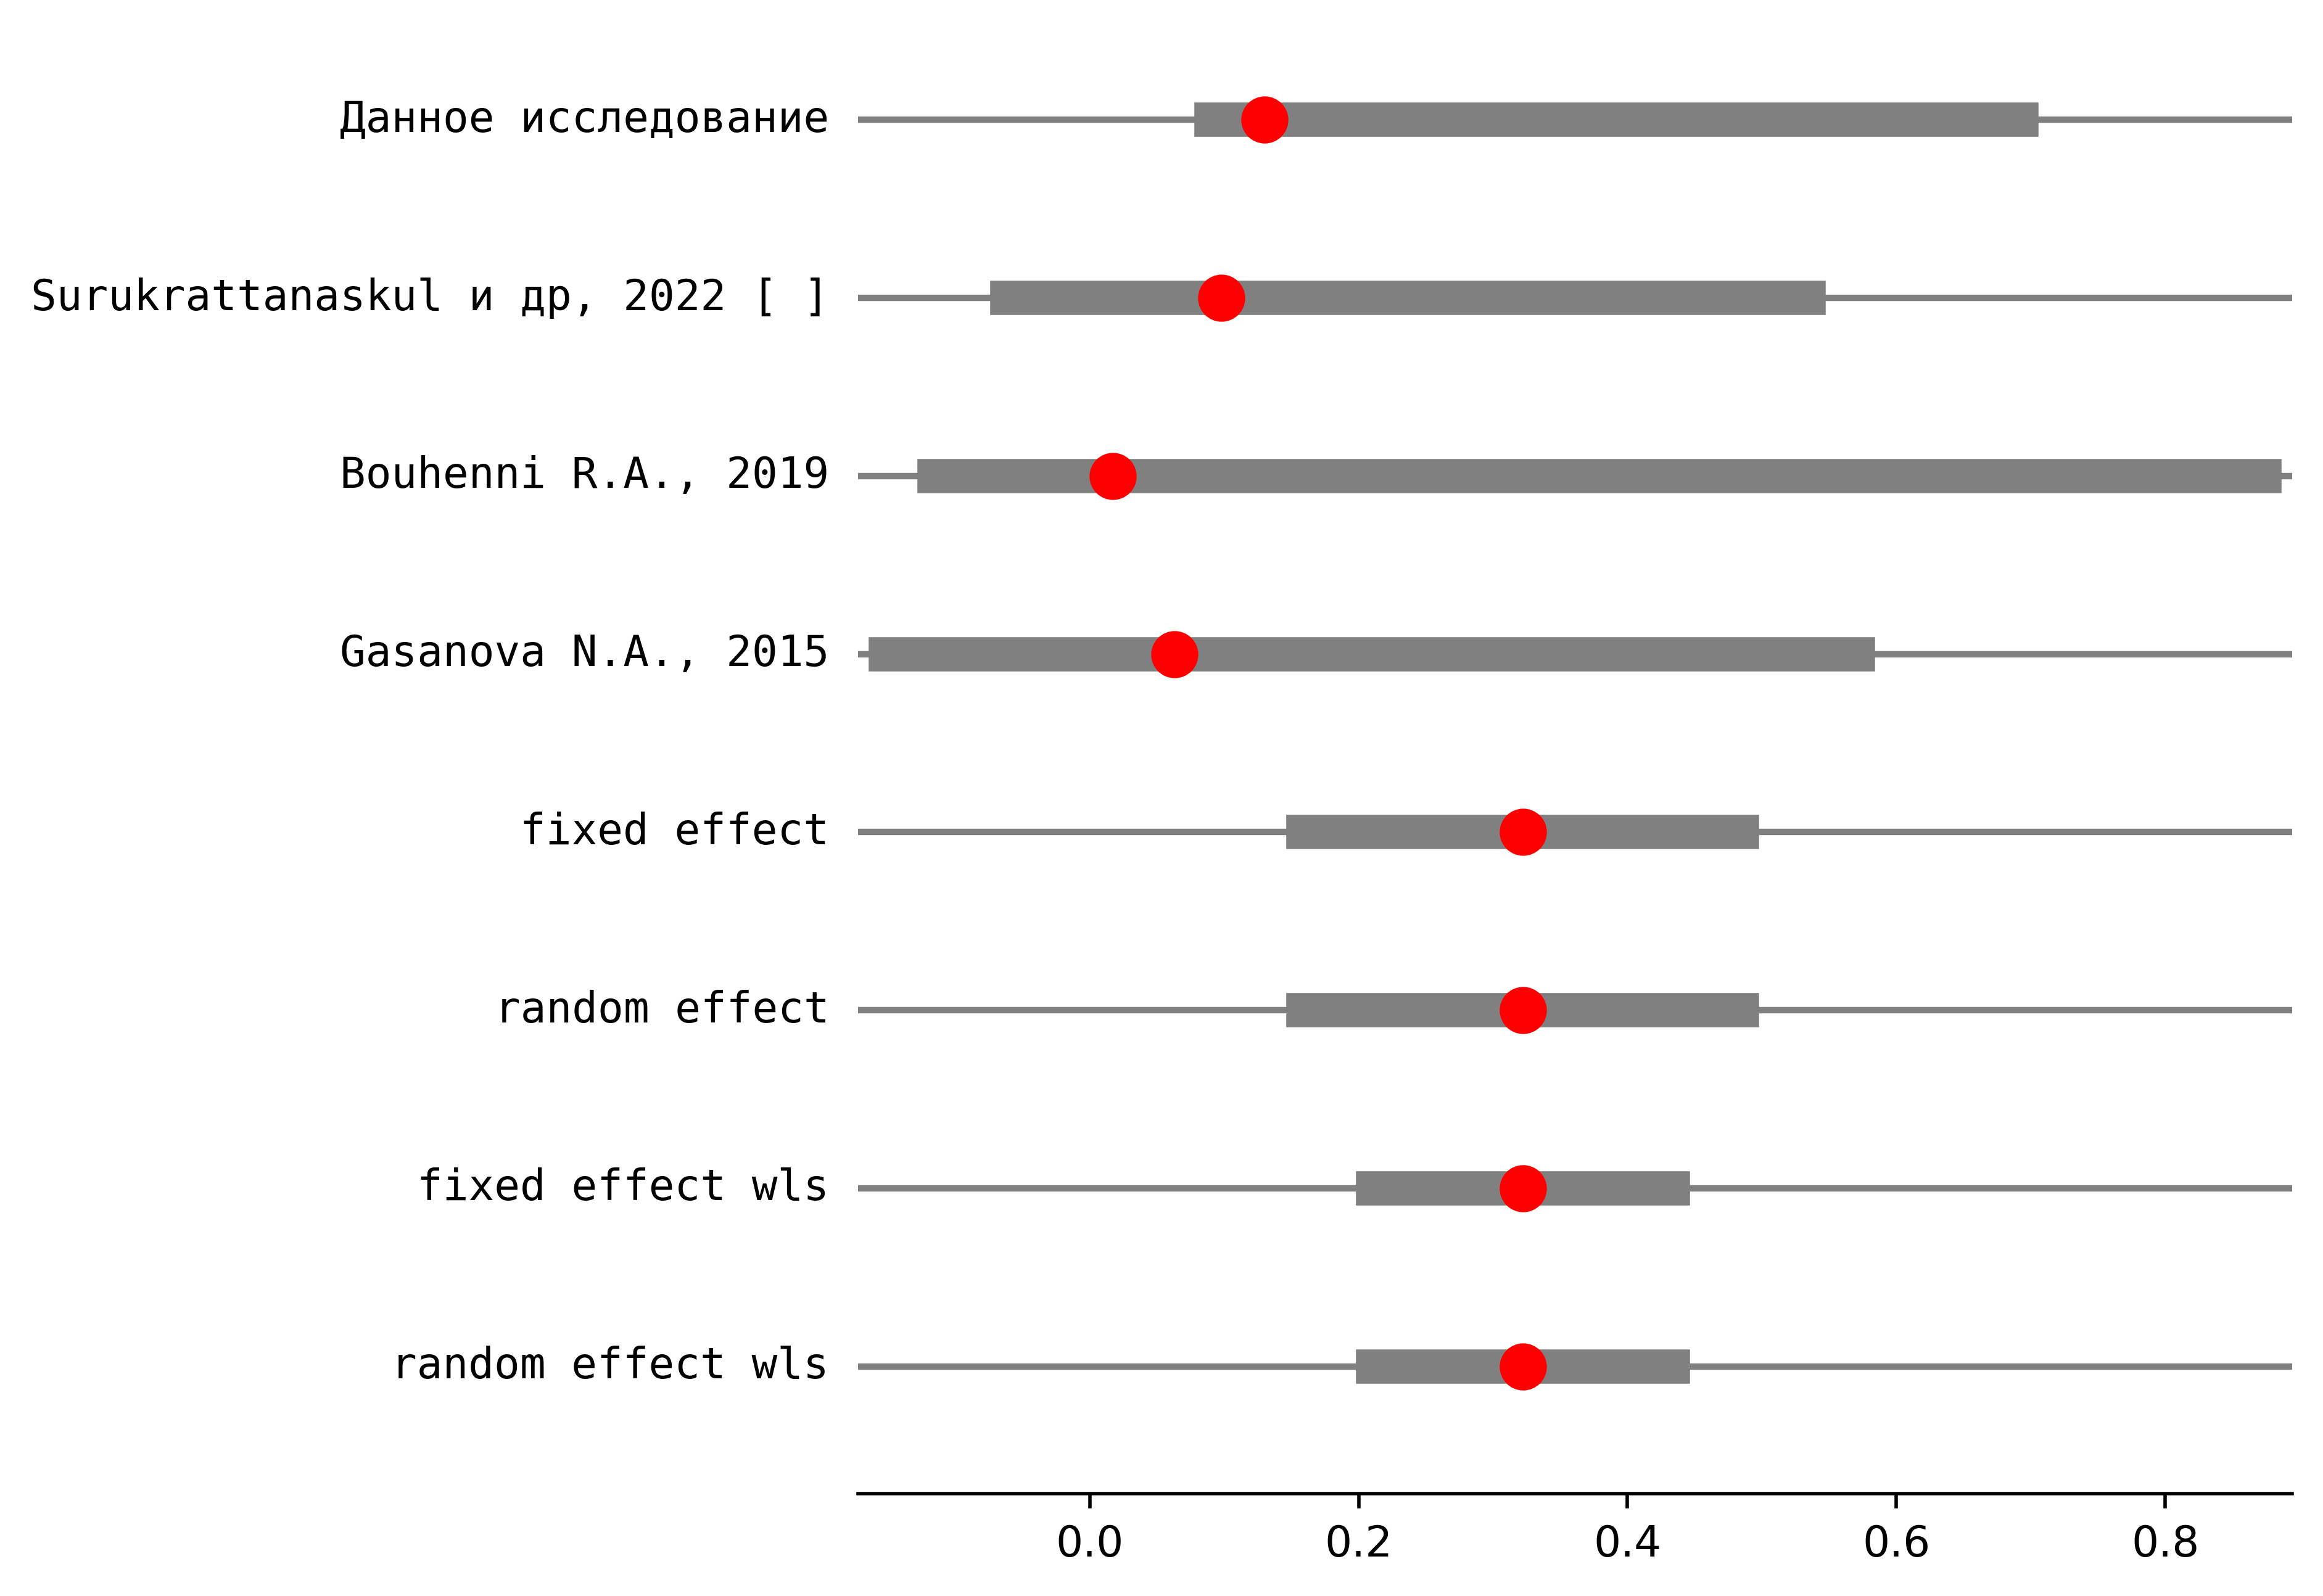 Данное исследование
Surukrattanaskul и др, 2022 [ ]
Bouhenni R.A., 2019
Gasanova N.A., 2015
fixed effect
random effect
fixed effect wls
random effect wls
0.0 0.2 0.4 0.6 0.8